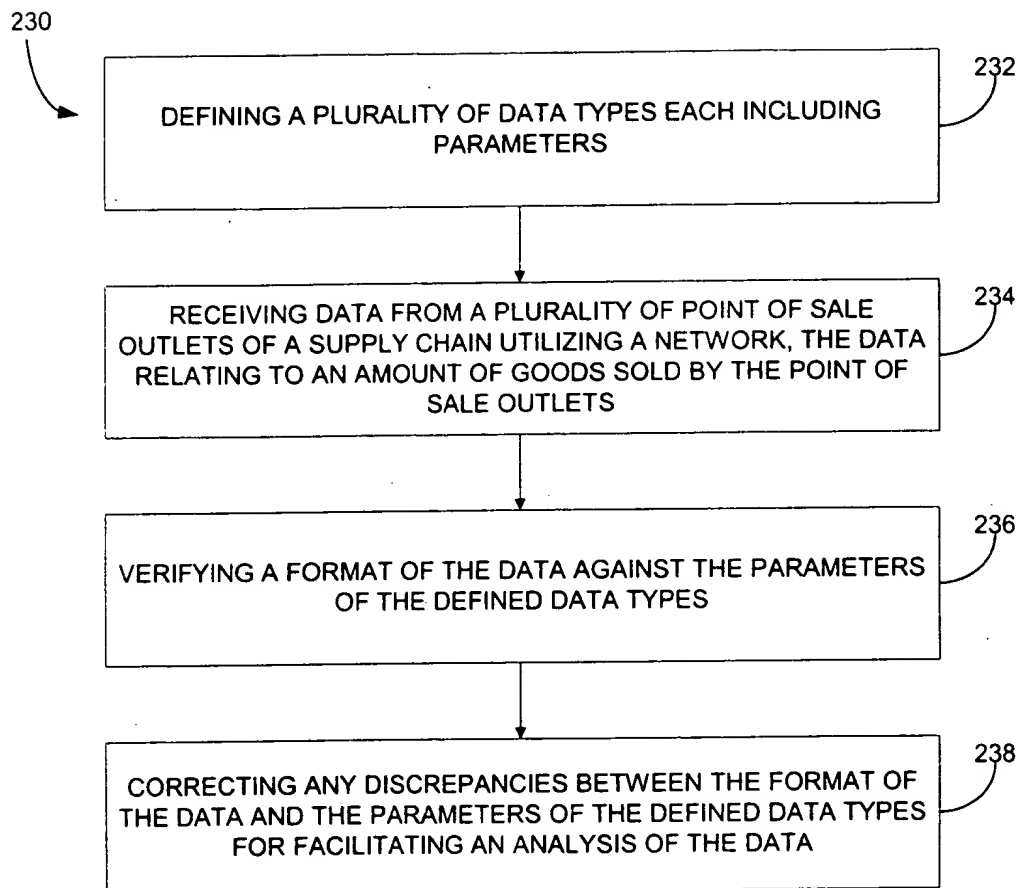 230
232
DEFINING A PLURALITY OF DATA TYPES EACH INCLUDING
PARAMETERS
234
RECEIVING DATA FROM A PLURALITY OF POINT OF SALE
OUTLETS OF A SUPPLY CHAIN UTILIZING A NETWORK, THE DATA
RELATING TO AN AMOUNT OF GOODS SOLD BY THE POINT OF
SALE OUTLETS
236
VERIFYING A FORMAT OF THE DATA AGAINST THE PARAMETERS
OF THE DEFINED DATA TYPES
238
CORRECTING ANY DISCREPANCIES BETWEEN THE FORMAT OF
THE DATA AND THE PARAMETERS OF THE DEFINED DATA TYPES
FOR FACILITATING AN ANALYSIS OF THE DATA